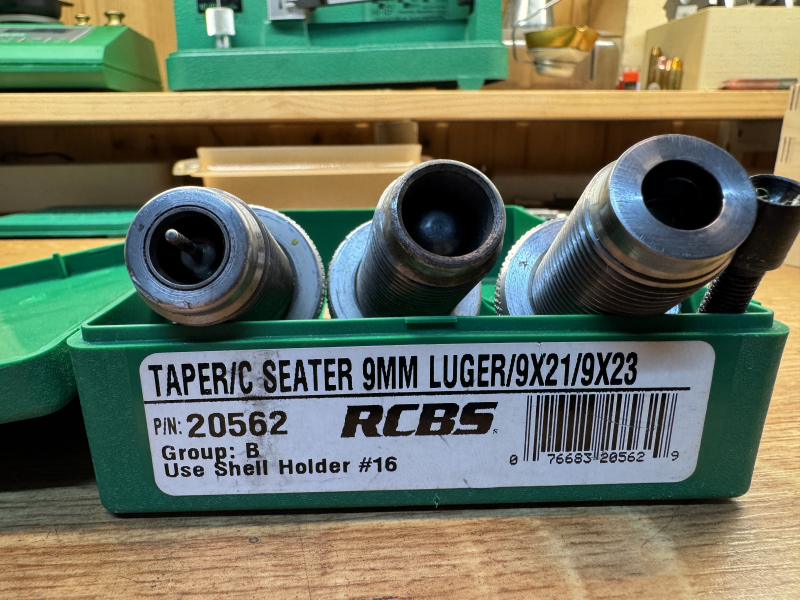 TAPER/C SEATER 9MM LUGER/9X21/9X23
P/N: 20562
RCBS
Group: B
Use Shell Holder #16
0 76683 20562 9